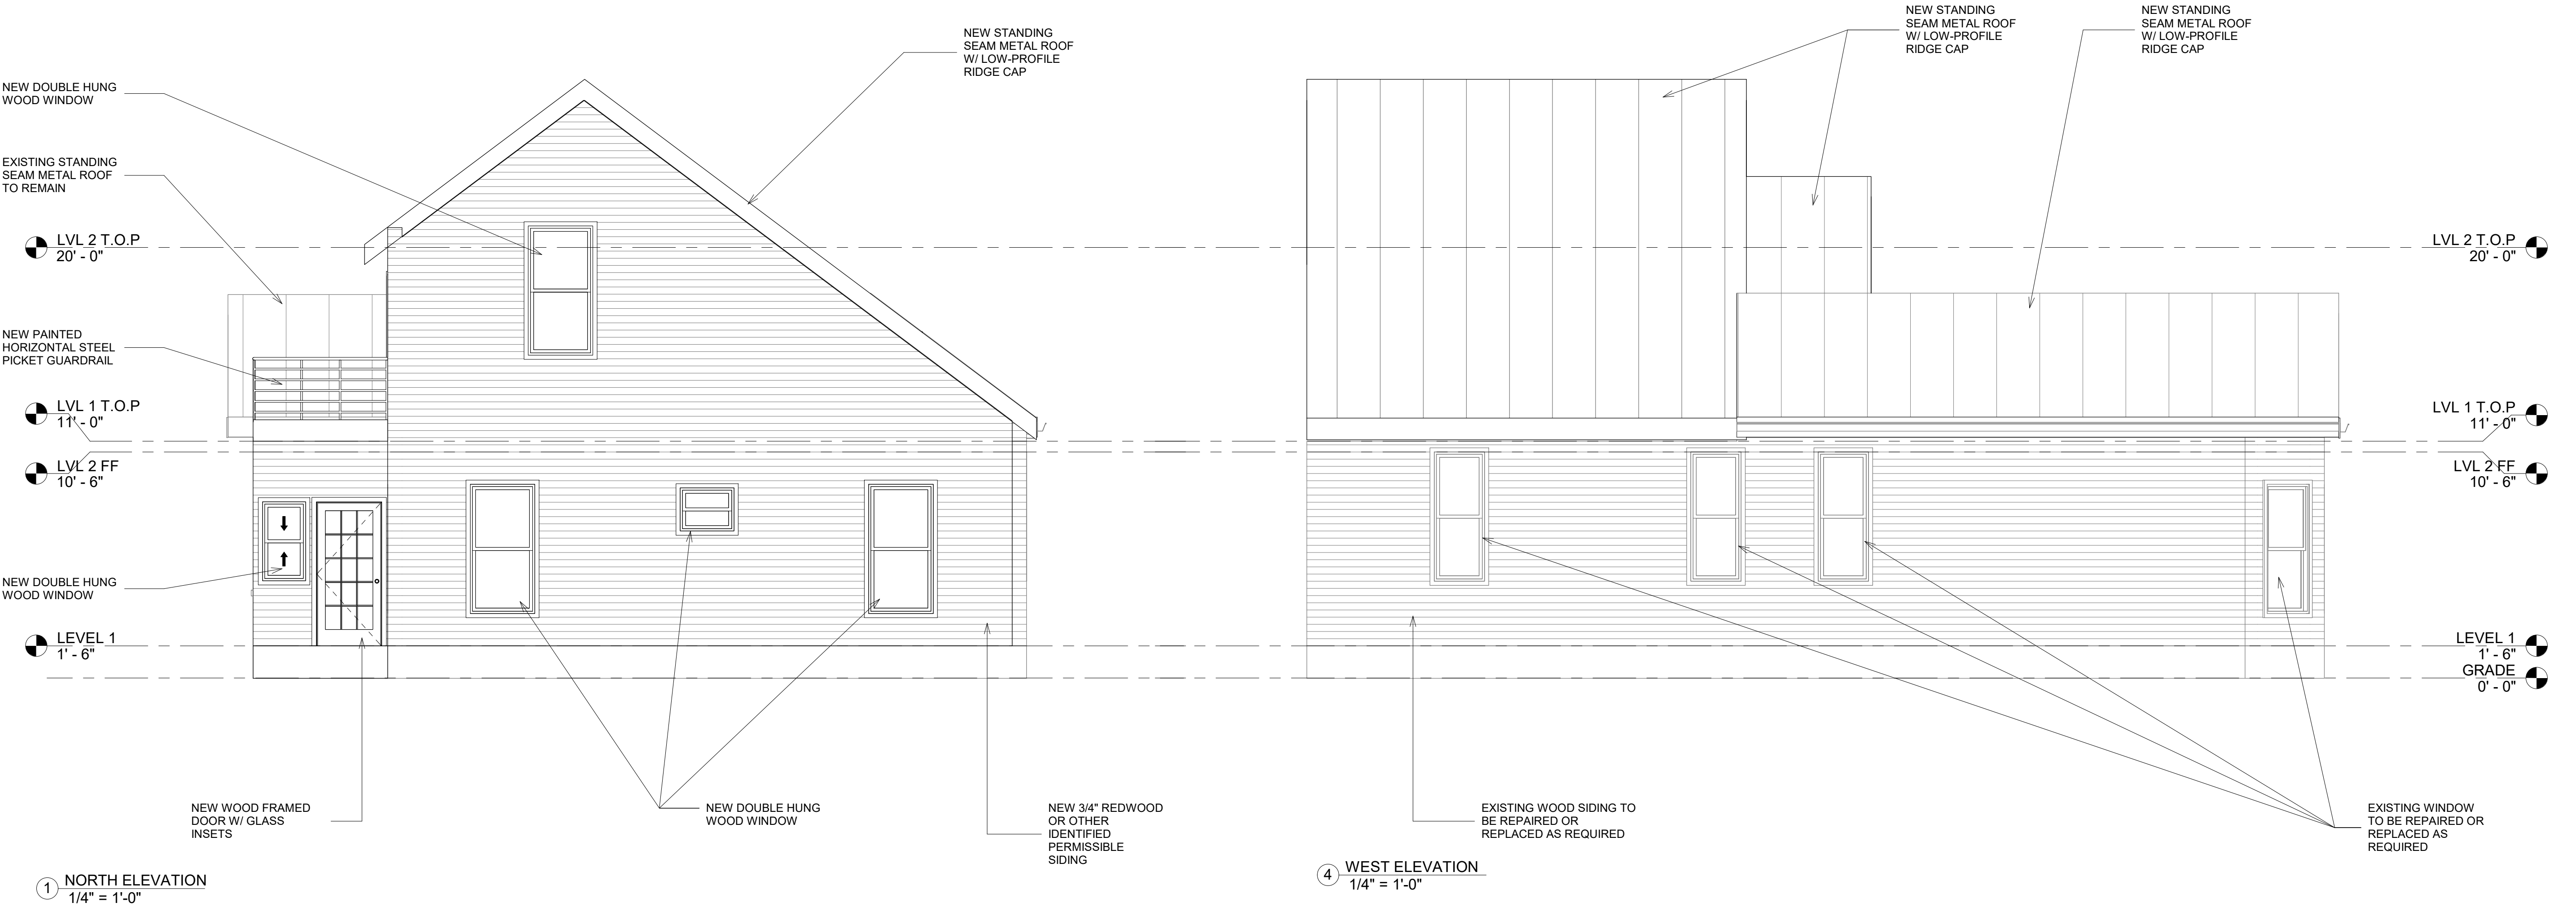 NEW DOUBLE HUNG
WOOD WINDOW
EXISTING STANDING
SEAM METAL ROOF
TO REMAIN
LVL 2 T.O.P
20' - 0"
NEW PAINTED
HORIZONTAL STEEL
PICKET GUARDRAIL
LVL 1 T.O.P
11' - 0"
LVL 2 FF
10' - 6"
NEW DOUBLE HUNG
WOOD WINDOW
LEVEL 1
1' - 6"
NEW STANDING
SEAM METAL ROOF
W/ LOW-PROFILE
RIDGE CAP
NEW WOOD FRAMED
DOOR W/ GLASS
INSETS
NEW DOUBLE HUNG
WOOD WINDOW
NEW 3/4" REDWOOD
OR OTHER
IDENTIFIED
PERMISSIBLE
SIDING
1
NORTH ELEVATION
1/4" = 1'-0"
NEW STANDING
SEAM METAL ROOF
W/ LOW-PROFILE
RIDGE CAP
NEW STANDING
SEAM METAL ROOF
W/ LOW-PROFILE
RIDGE CAP
LVL 2 T.O.P
20' - 0"
LVL 1 T.O.P
11' - 0"
LVL 2 FF
10' - 6"
LEVEL 1
1' - 6"
GRADE
0' - 0"
EXISTING WOOD SIDING TO
BE REPAIRED OR
REPLACED AS REQUIRED
EXISTING WINDOW
TO BE REPAIRED OR
REPLACED AS
REQUIRED
4
WEST ELEVATION
1/4" = 1'-0"